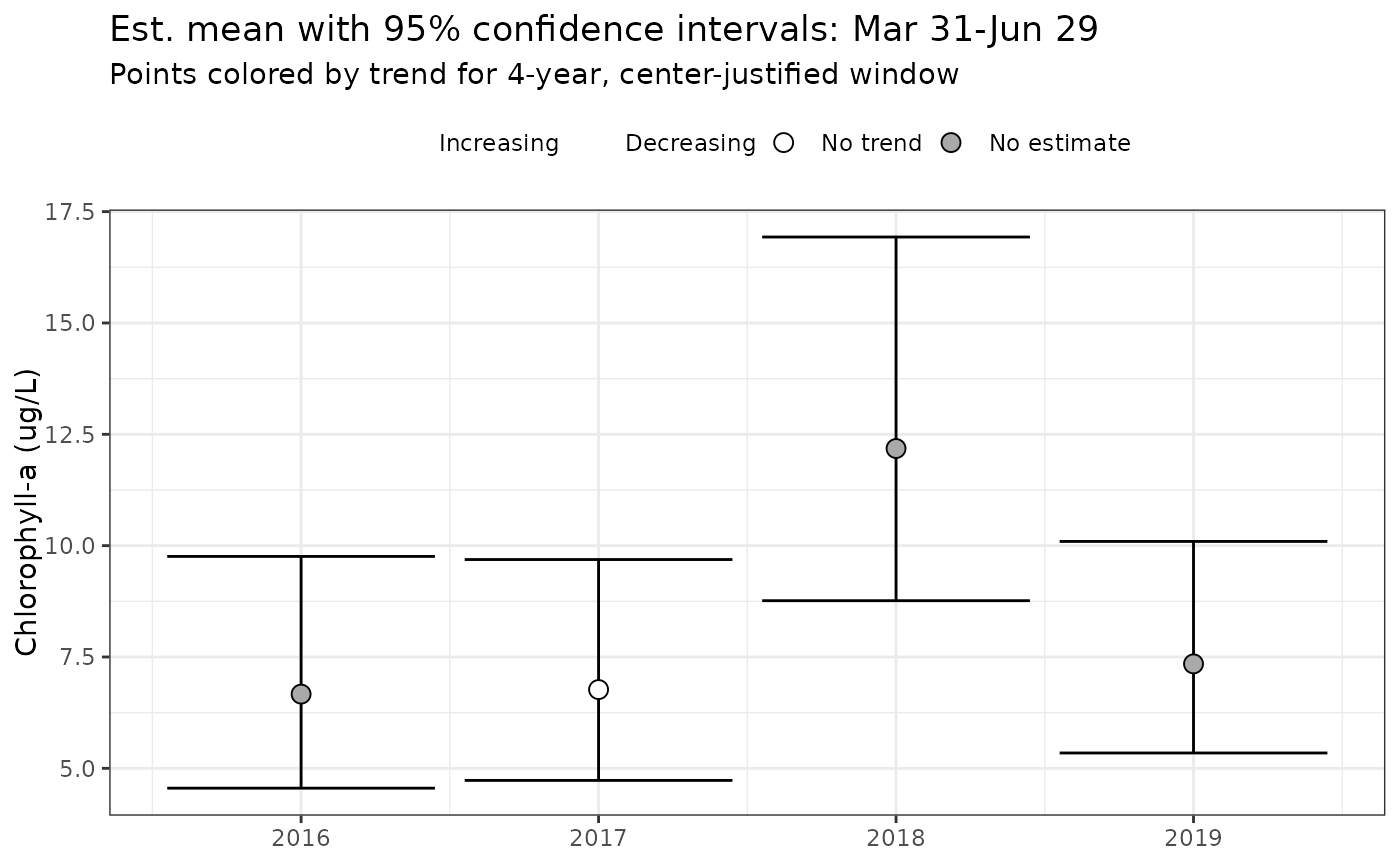 Est. mean with 95% confidence intervals: Mar 31-Jun 29
Points colored by trend for 4-year, center-justified window
Increasing Decreasing No trend No estimate
Chlorophyll-a (ug/L)
17.5
15.0
12.5
10.0
7.5
5.0
2016 2017 2018 2019